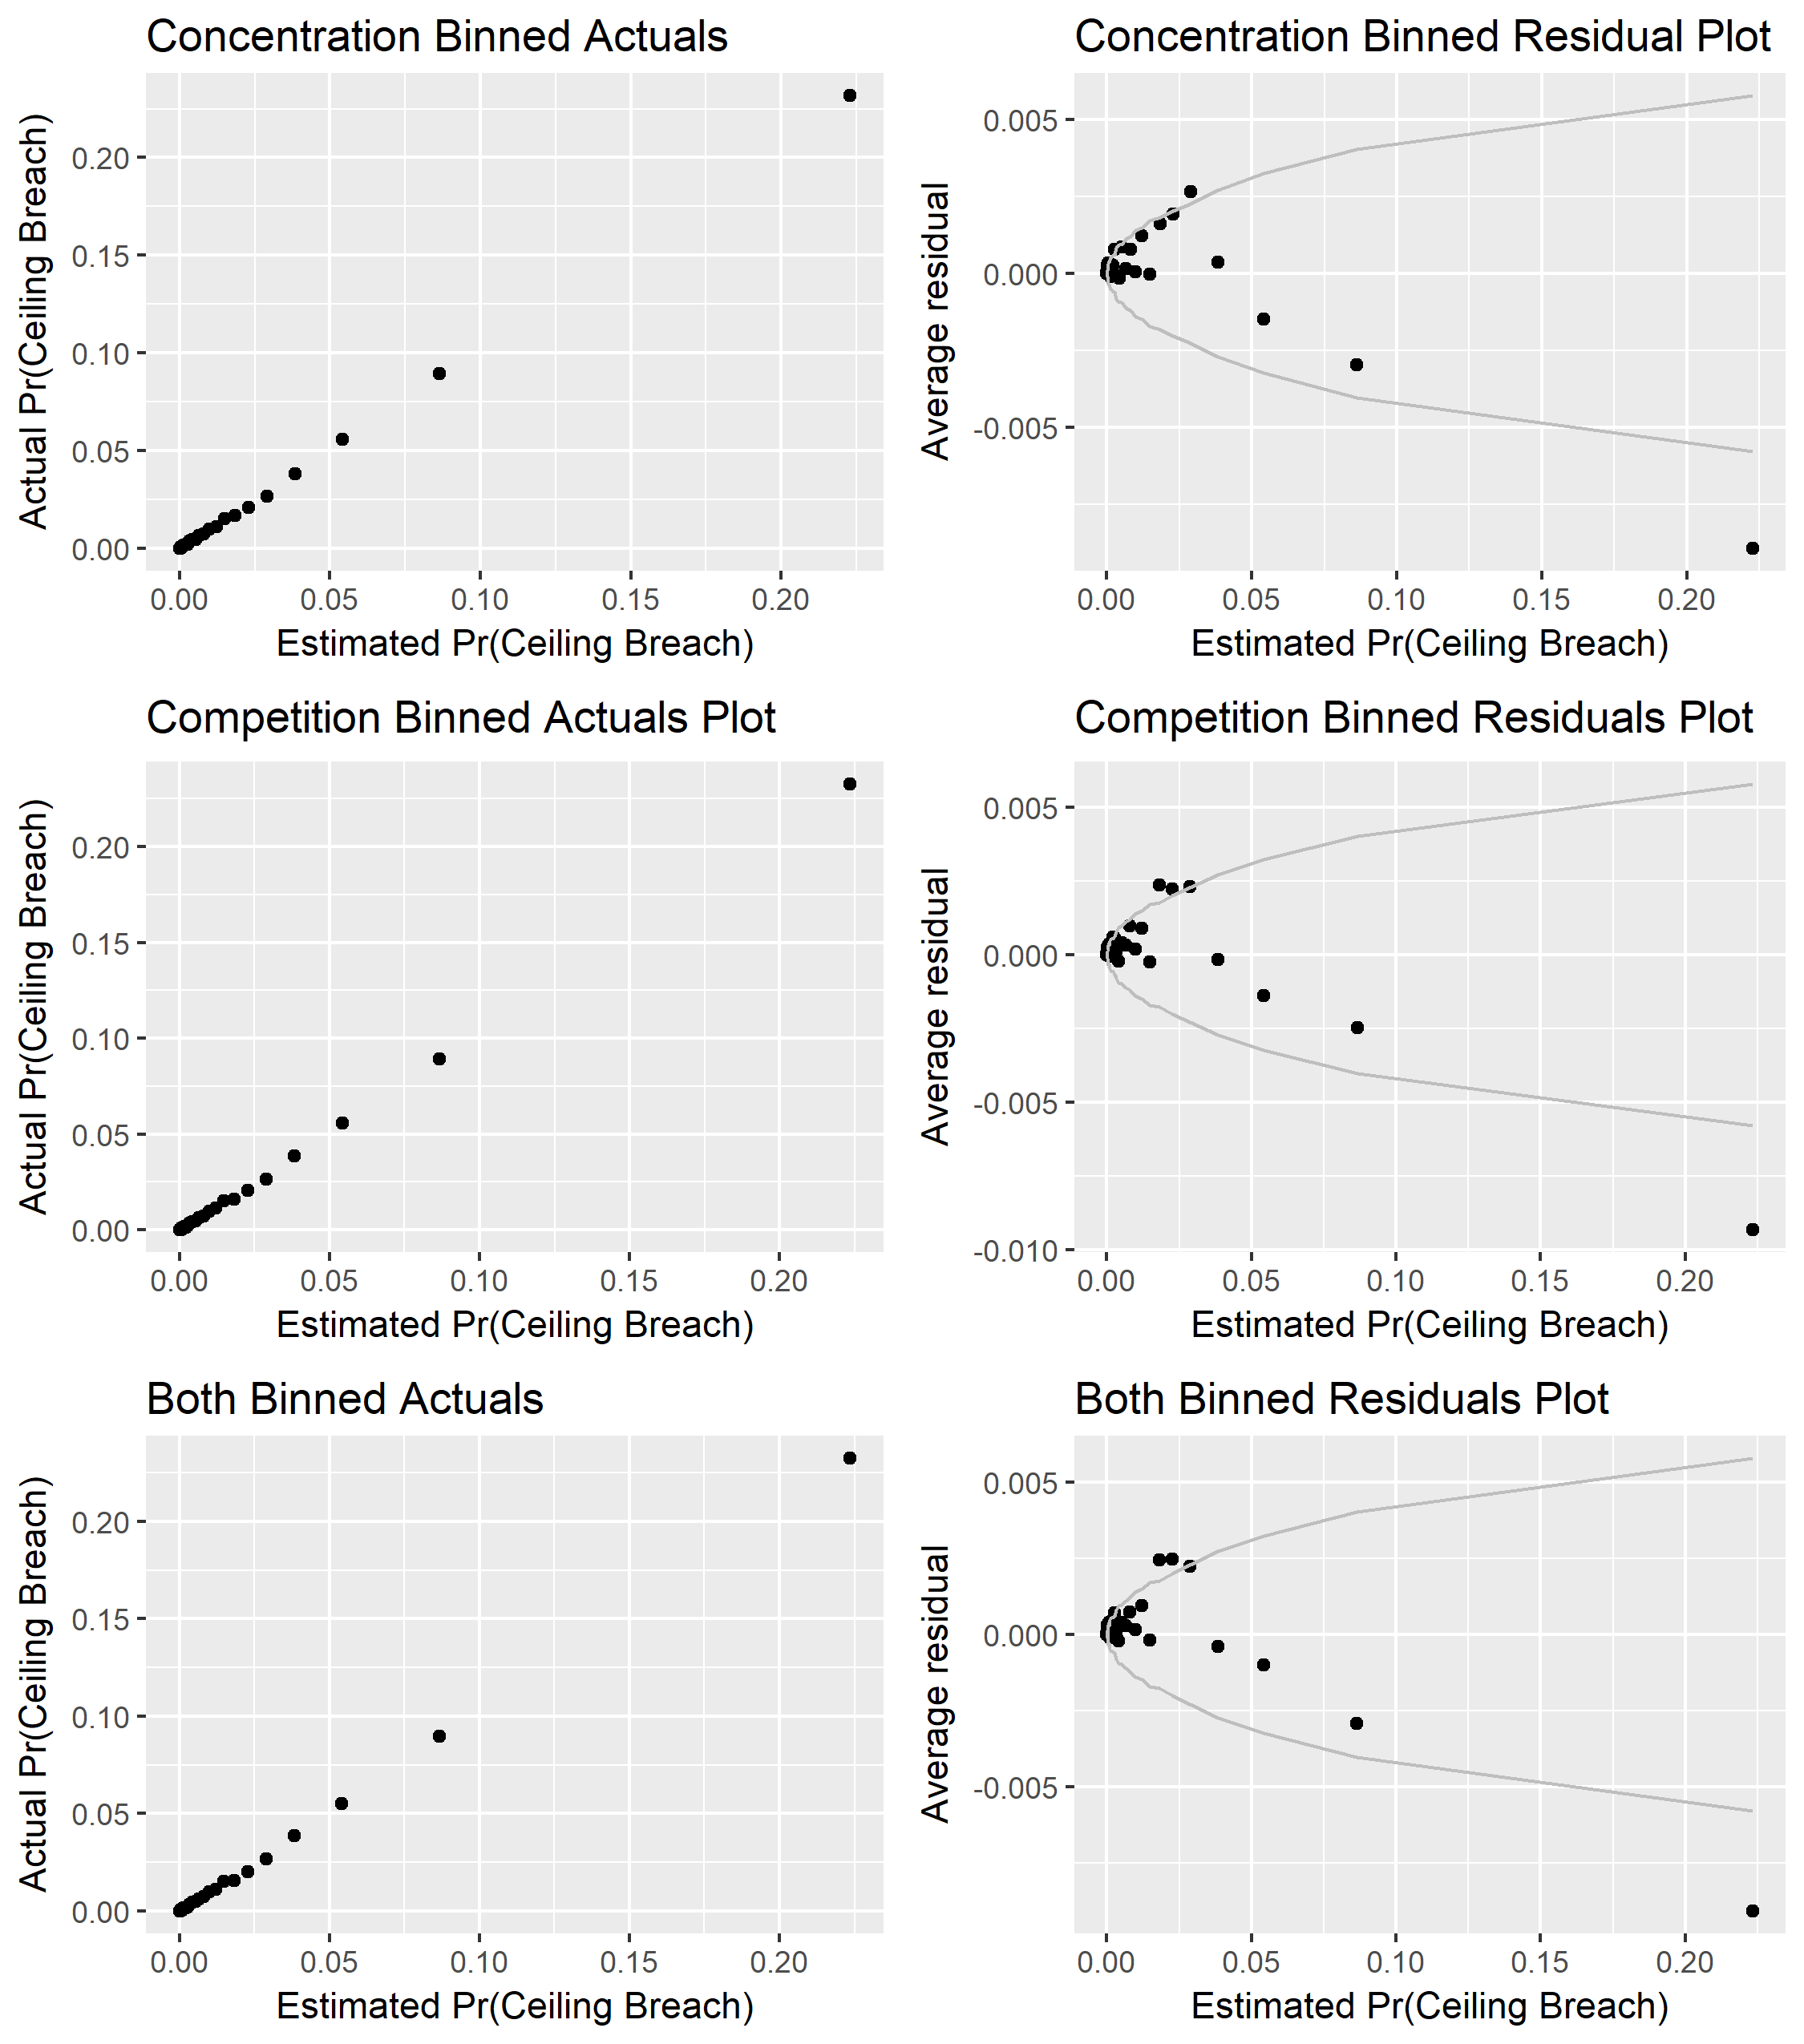 Concentration Binned Actuals
Actual Pr(Ceiling Breach)
0.20
0.15
0.10
0.05
0.00
0.00 0.05 0.10 0.15 0.20
Estimated Pr(Ceiling Breach)
Concentration Binned Residual Plot
Average residual
0.005
0.000
-0.005
0.00 0.05 0.10 0.15 0.20
Estimated Pr(Ceiling Breach)
Competition Binned Actuals Plot
Actual Pr(Ceiling Breach)
0.20
0.15
0.10
0.05
0.00
0.00 0.05 0.10 0.15 0.20
Estimated Pr(Ceiling Breach)
Competition Binned Residuals Plot
Average residual
0.005
0.000
-0.005
-0.010
0.00 0.05 0.10 0.15 0.20
Estimated Pr(Ceiling Breach)
Both Binned Actuals
Actual Pr(Ceiling Breach)
0.20
0.15
0.10
0.05
0.00
0.00 0.05 0.10 0.15 0.20
Estimated Pr(Ceiling Breach)
Both Binned Residuals Plot
Average residual
0.005
0.000
-0.005
0.00 0.05 0.10 0.15 0.20
Estimated Pr(Ceiling Breach)